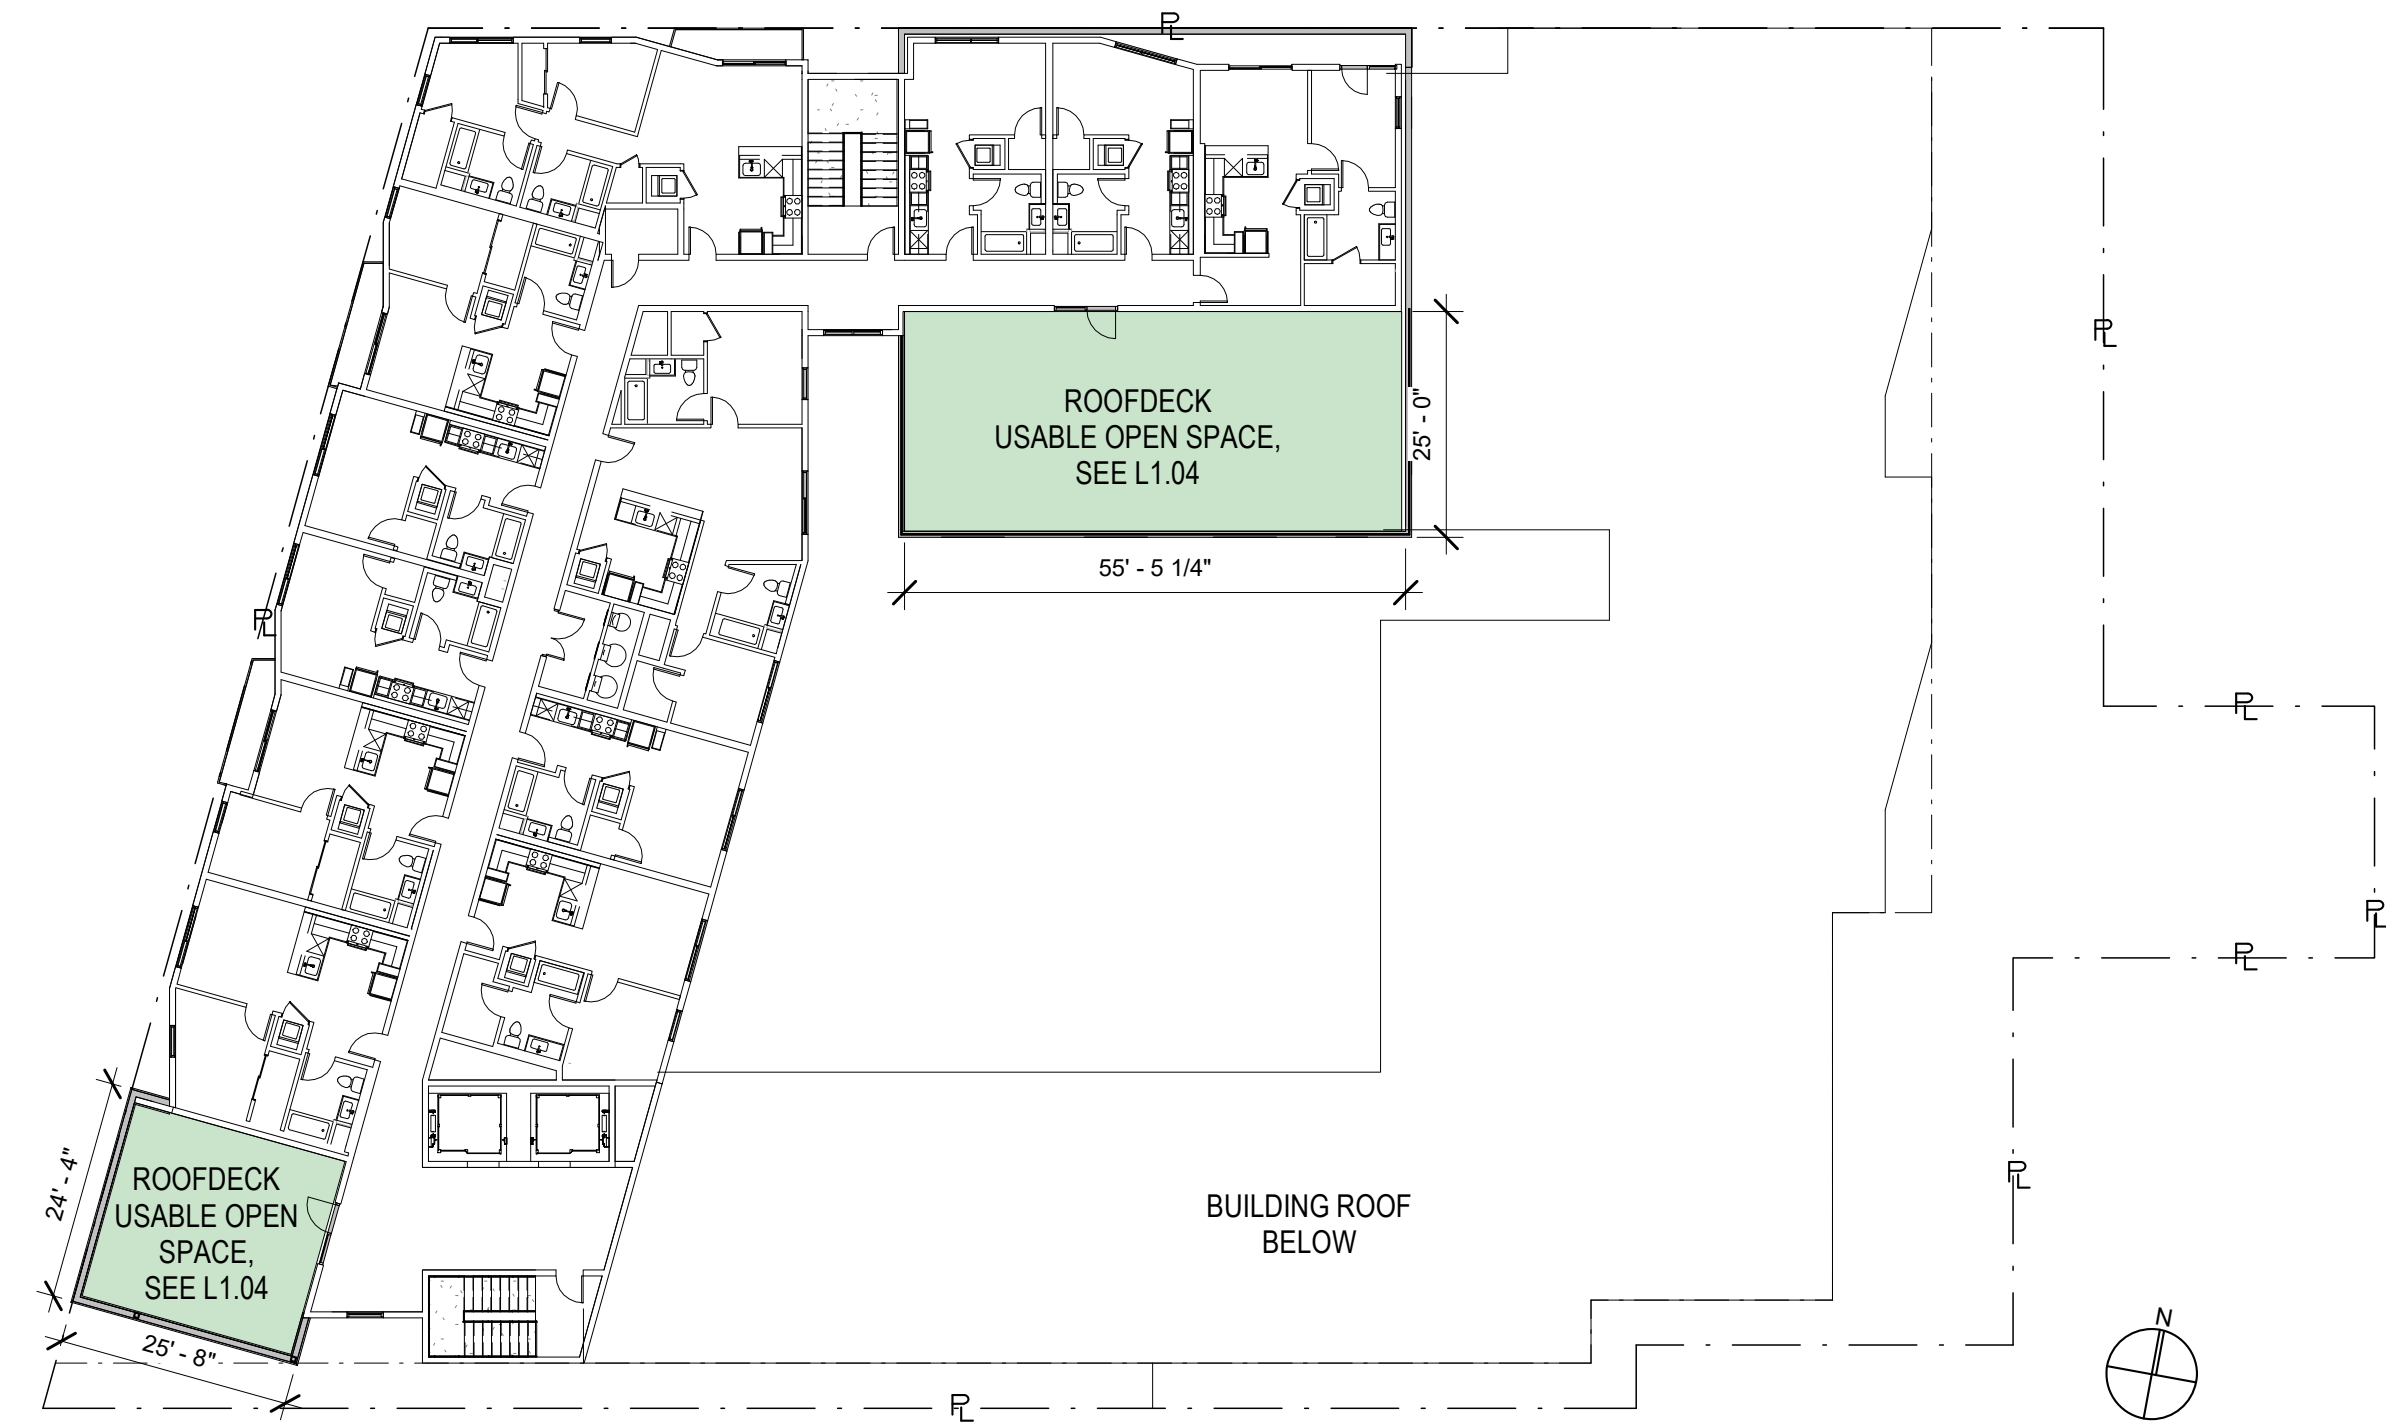 PL
ROOFDECK
USABLE OPEN SPACE,
SEE L1.04
25' - 0"
55' - 5 1/4"
PL
PL
PL
PL
PL
PL
24' - 4"
ROOFDECK
USABLE OPEN
SPACE,
SEE L1.04
25' - 8"
BUILDING ROOF
BELOW
N
PL